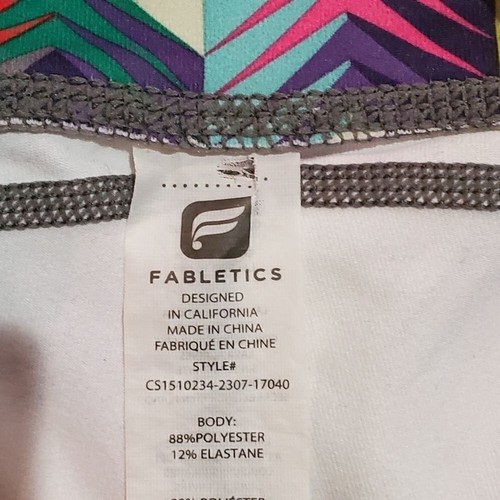 FABLETICS
DESIGNED
IN CALIFORNIA
MADE IN CHINA
FABRIQUÉ EN CHINE
STYLE#
CS1510234-2307-17040
BODY:
88%POLYESTER
12% ELASTANE